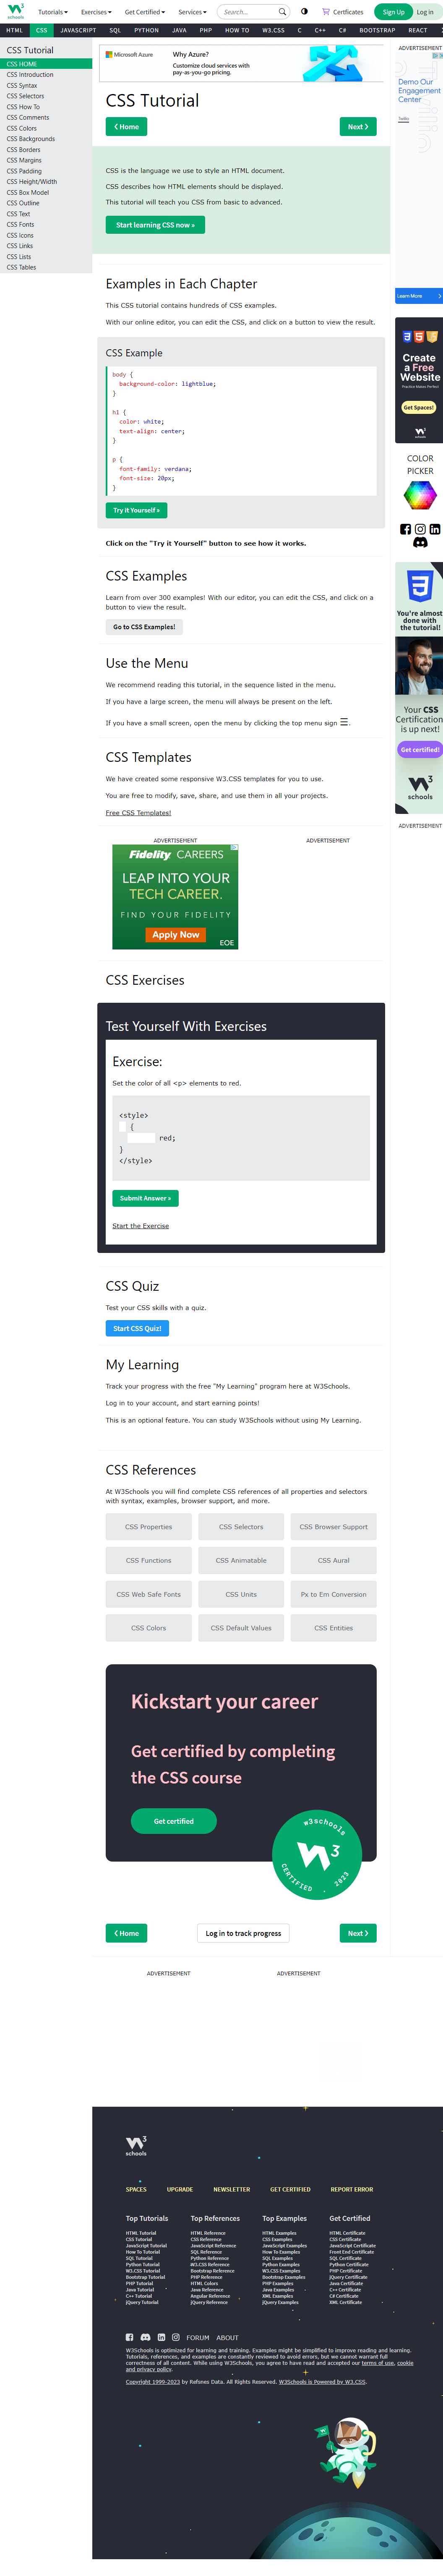 W3 schools
Tutorials
Exercises
Get Certified
Services
Search...
Certificates
Sign Up
Log in
HTML
CSS
JAVASCRIPT
SQL
PYTHON
JAVA
PHP
HOW TO
W3.CSS
C
C++
C#
BOOTSTRAP
REACT
CSS Tutorial
CSS HOME
CSS Introduction
CSS Syntax
CSS Selectors
CSS How To
CSS Comments
CSS Colors
CSS Backgrounds
CSS Borders
CSS Margins
CSS Padding
CSS Height/Width
CSS Box Model
CSS Outline
CSS Text
CSS Fonts
CSS Icons
CSS Links
CSS Lists
CSS Tables
Microsoft Azure
Why Azure?
Customize cloud services with
pay-as-you-go pricing.
CSS Tutorial
❮ Home
Next ❯
CSS is the language we use to style an HTML document.
CSS describes how HTML elements should be displayed.
This tutorial will teach you CSS from basic to advanced.
Start learning CSS now »
Examples in Each Chapter
This CSS tutorial contains hundreds of CSS examples.
With our online editor, you can edit the CSS, and click on a button to view the result.
CSS Example
body {
background-color: lightblue;
}
h1 {
color: white;
text-align: center;
}
p {
font-family: verdana;
font-size: 20px;
}
Try it Yourself »
Click on the "Try it Yourself" button to see how it works.
CSS Examples
Learn from over 300 examples! With our editor, you can edit the CSS, and click on a
button to view the result.
Go to CSS Examples!
Use the Menu
We recommend reading this tutorial, in the sequence listed in the menu.
If you have a large screen, the menu will always be present on the left.
If you have a small screen, open the menu by clicking the top menu sign ☰.
CSS Templates
We have created some responsive W3.CSS templates for you to use.
You are free to modify, save, share, and use them in all your projects.
Free CSS Templates!
ADVERTISEMENT
ADVERTISEMENT
Fidelity CAREERS
LEAP INTO YOUR
TECH CAREER.
FIND YOUR FIDELITY
Apply Now
EOE
CSS Exercises
Test Yourself With Exercises
Exercise:
Set the color of all <p> elements to red.
<style>
{
red;
}
</style>
Submit Answer »
Start the Exercise
CSS Quiz
Test your CSS skills with a quiz.
Start CSS Quiz!
My Learning
Track your progress with the free "My Learning" program here at W3Schools.
Log in to your account, and start earning points!
This is an optional feature. You can study W3Schools without using My Learning.
CSS References
At W3Schools you will find complete CSS references of all properties and selectors
with syntax, examples, browser support, and more.
CSS Properties
CSS Selectors
CSS Browser Support
CSS Functions
CSS Animatable
CSS Aural
CSS Web Safe Fonts
CSS Units
Px to Em Conversion
CSS Colors
CSS Default Values
CSS Entities
Kickstart your career
Get certified by completing
the CSS course
Get certified
w3schools
W3
CERTIFIED . 2023
❮ Home
Log in to track progress
Next ❯
ADVERTISEMENT
ADVERTISEMENT
ADVERTISEMENT
Demo Our
Engagement
Center
Learn More
Create
a Free
Website
Practice Makes Perfect
Get Spaces!
W3 schools
COLOR
PICKER
You're almost
done with
the tutorial!
Your CSS
Certification
is up next!
Get certified!
W3
schools
ADVERTISEMENT
W3
schools
SPACES
UPGRADE
NEWSLETTER
GET CERTIFIED
REPORT ERROR
Top Tutorials
HTML Tutorial
CSS Tutorial
JavaScript Tutorial
How To Tutorial
SQL Tutorial
Python Tutorial
W3.CSS Tutorial
Bootstrap Tutorial
PHP Tutorial
Java Tutorial
C++ Tutorial
jQuery Tutorial
Top References
HTML Reference
CSS Reference
JavaScript Reference
SQL Reference
Python Reference
W3.CSS Reference
Bootstrap Reference
PHP Reference
HTML Colors
Java Reference
Angular Reference
jQuery Reference
Top Examples
HTML Examples
CSS Examples
JavaScript Examples
How To Examples
SQL Examples
Python Examples
W3.CSS Examples
Bootstrap Examples
PHP Examples
Java Examples
XML Examples
jQuery Examples
Get Certified
HTML Certificate
CSS Certificate
JavaScript Certificate
Front End Certificate
SQL Certificate
Python Certificate
PHP Certificate
jQuery Certificate
Java Certificate
C++ Certificate
C# Certificate
XML Certificate
FORUM
ABOUT
W3Schools is optimized for learning and training. Examples might be simplified to improve reading and learning.
Tutorials, references, and examples are constantly reviewed to avoid errors, but we cannot warrant full
correctness of all content. While using W3Schools, you agree to have read and accepted our terms of use, cookie
and privacy policy.
Copyright 1999-2023 by Refsnes Data. All Rights Reserved. W3Schools is Powered by W3.CSS.